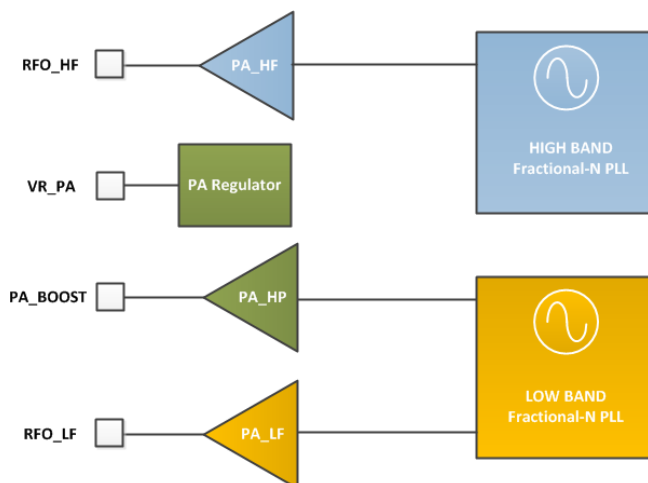 RFO_HF
PA_HF
HIGH BAND
Fractional-N PLL
VR_PA
PA Regulator
PA_BOOST
PA_HP
LOW BAND
Fractional-N PLL
RFO_LF
PA_LF